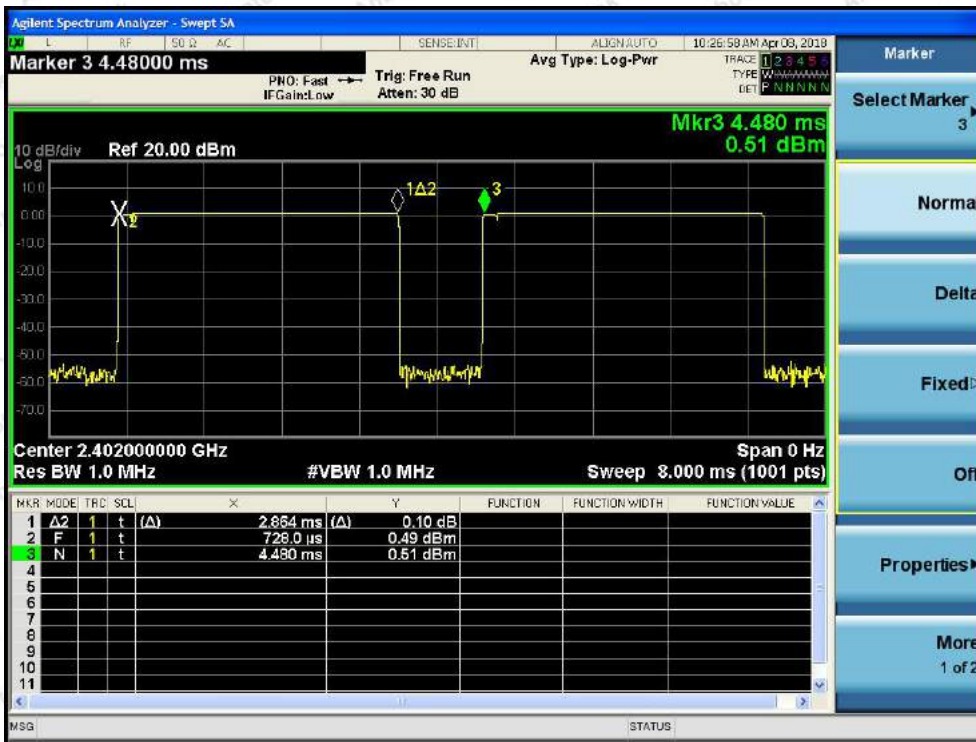 Agilent Spectrum Analyzer - Swept SA
L RF 50 Ω AC SENSE:INT ALIGN AUTO 10:26:58 AM Apr 08, 2018
Marker 3 4.48000 ms
PNO: Fast Trig: Free Run Avg Type: Log-Pwr TRACE 1 2 3 4 5 6
IFGain:Low Atten: 30 dB TYPE W
DET P N N N N N
Mkr3 4.480 ms
0.51 dBm
10 dB/div Ref 20.00 dBm
Log
10.0
0.00
-10.0
-20.0
-30.0
-40.0
-50.0
-60.0
-70.0
1Δ2
3
2
Center 2.402000000 GHz Span 0 Hz
Res BW 1.0 MHz #VBW 1.0 MHz Sweep 8.000 ms (1001 pts)
MKR MODE TRC SCL X Y FUNCTION FUNCTION WIDTH FUNCTION VALUE
1 Δ2 1 t (Δ) 2.864 ms (Δ) 0.10 dB
2 F 1 t 728.0 µs 0.49 dBm
3 N 1 t 4.480 ms 0.51 dBm
4
5
6
7
8
9
10
11
MSG STATUS
Marker
Select Marker
3
Norma
Delta
Fixed
Off
Properties
More
1 of 2